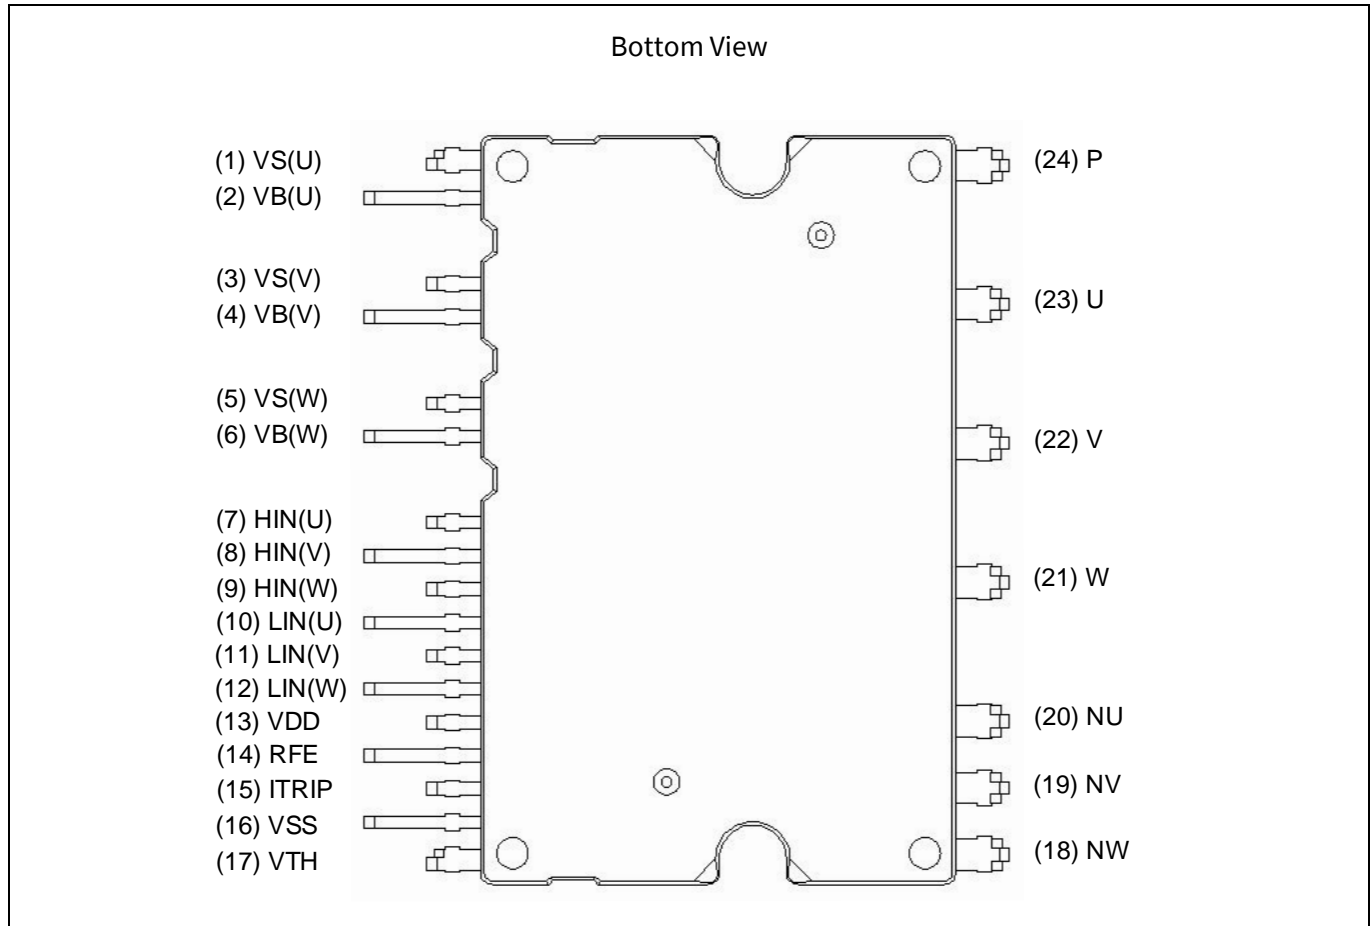 Bottom View
(1) VS(U)
(2) VB(U)
(3) VS(V)
(4) VB(V)
(5) VS(W)
(6) VB(W)
(7) HIN(U)
(8) HIN(V)
(9) HIN(W)
(10) LIN(U)
(11) LIN(V)
(12) LIN(W)
(13) VDD
(14) RFE
(15) ITRIP
(16) VSS
(17) VTH
(24) P
(23) U
(22) V
(21) W
(20) NU
(19) NV
(18) NW